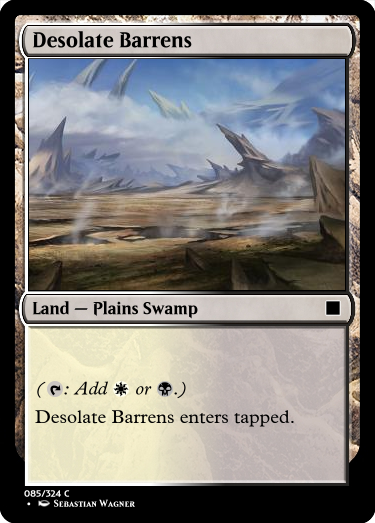 Desolate Barrens
Land — Plains Swamp
( : Add or .)
Desolate Barrens enters tapped.
085/324 C
• Sebastian Wagner